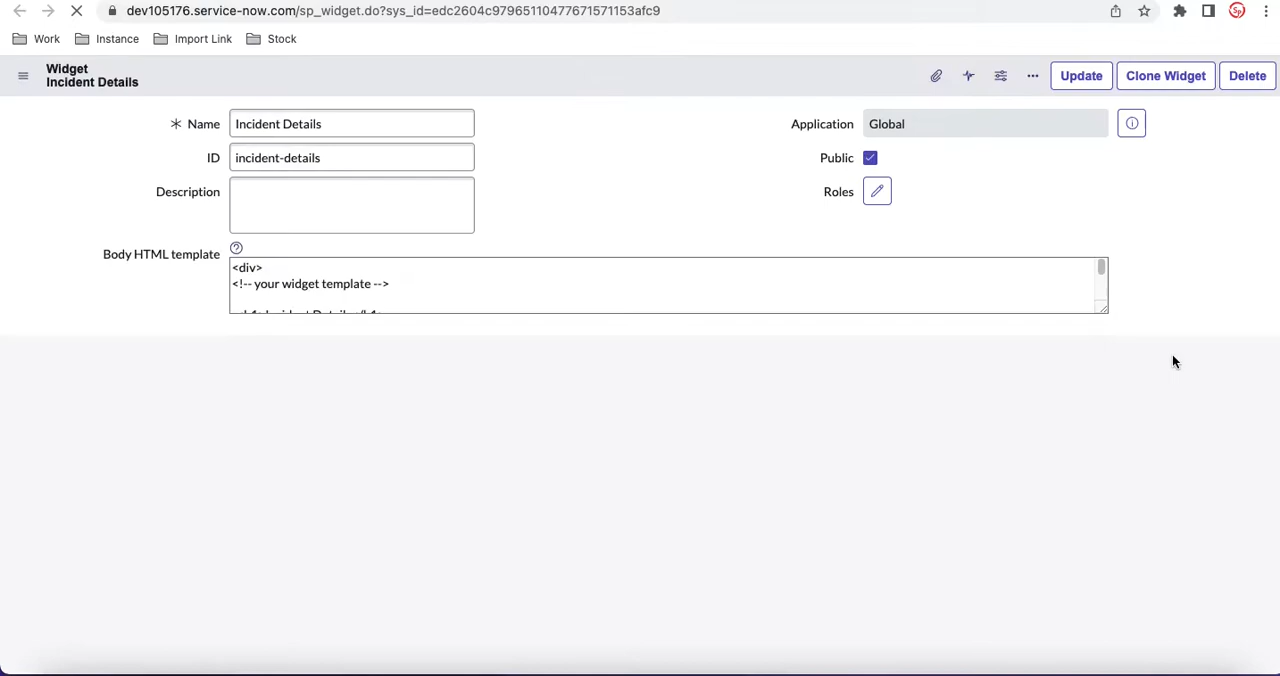 dev105176.service-now.com/sp_widget.do?sys_id=edc2604c97965110477671571153afc9
Work Instance Import Link Stock
Widget
Incident Details
Update Clone Widget Delete
Name Incident Details Application Global
ID incident-details Public
Description Roles
Body HTML template
<div>
<!-- your widget template -->